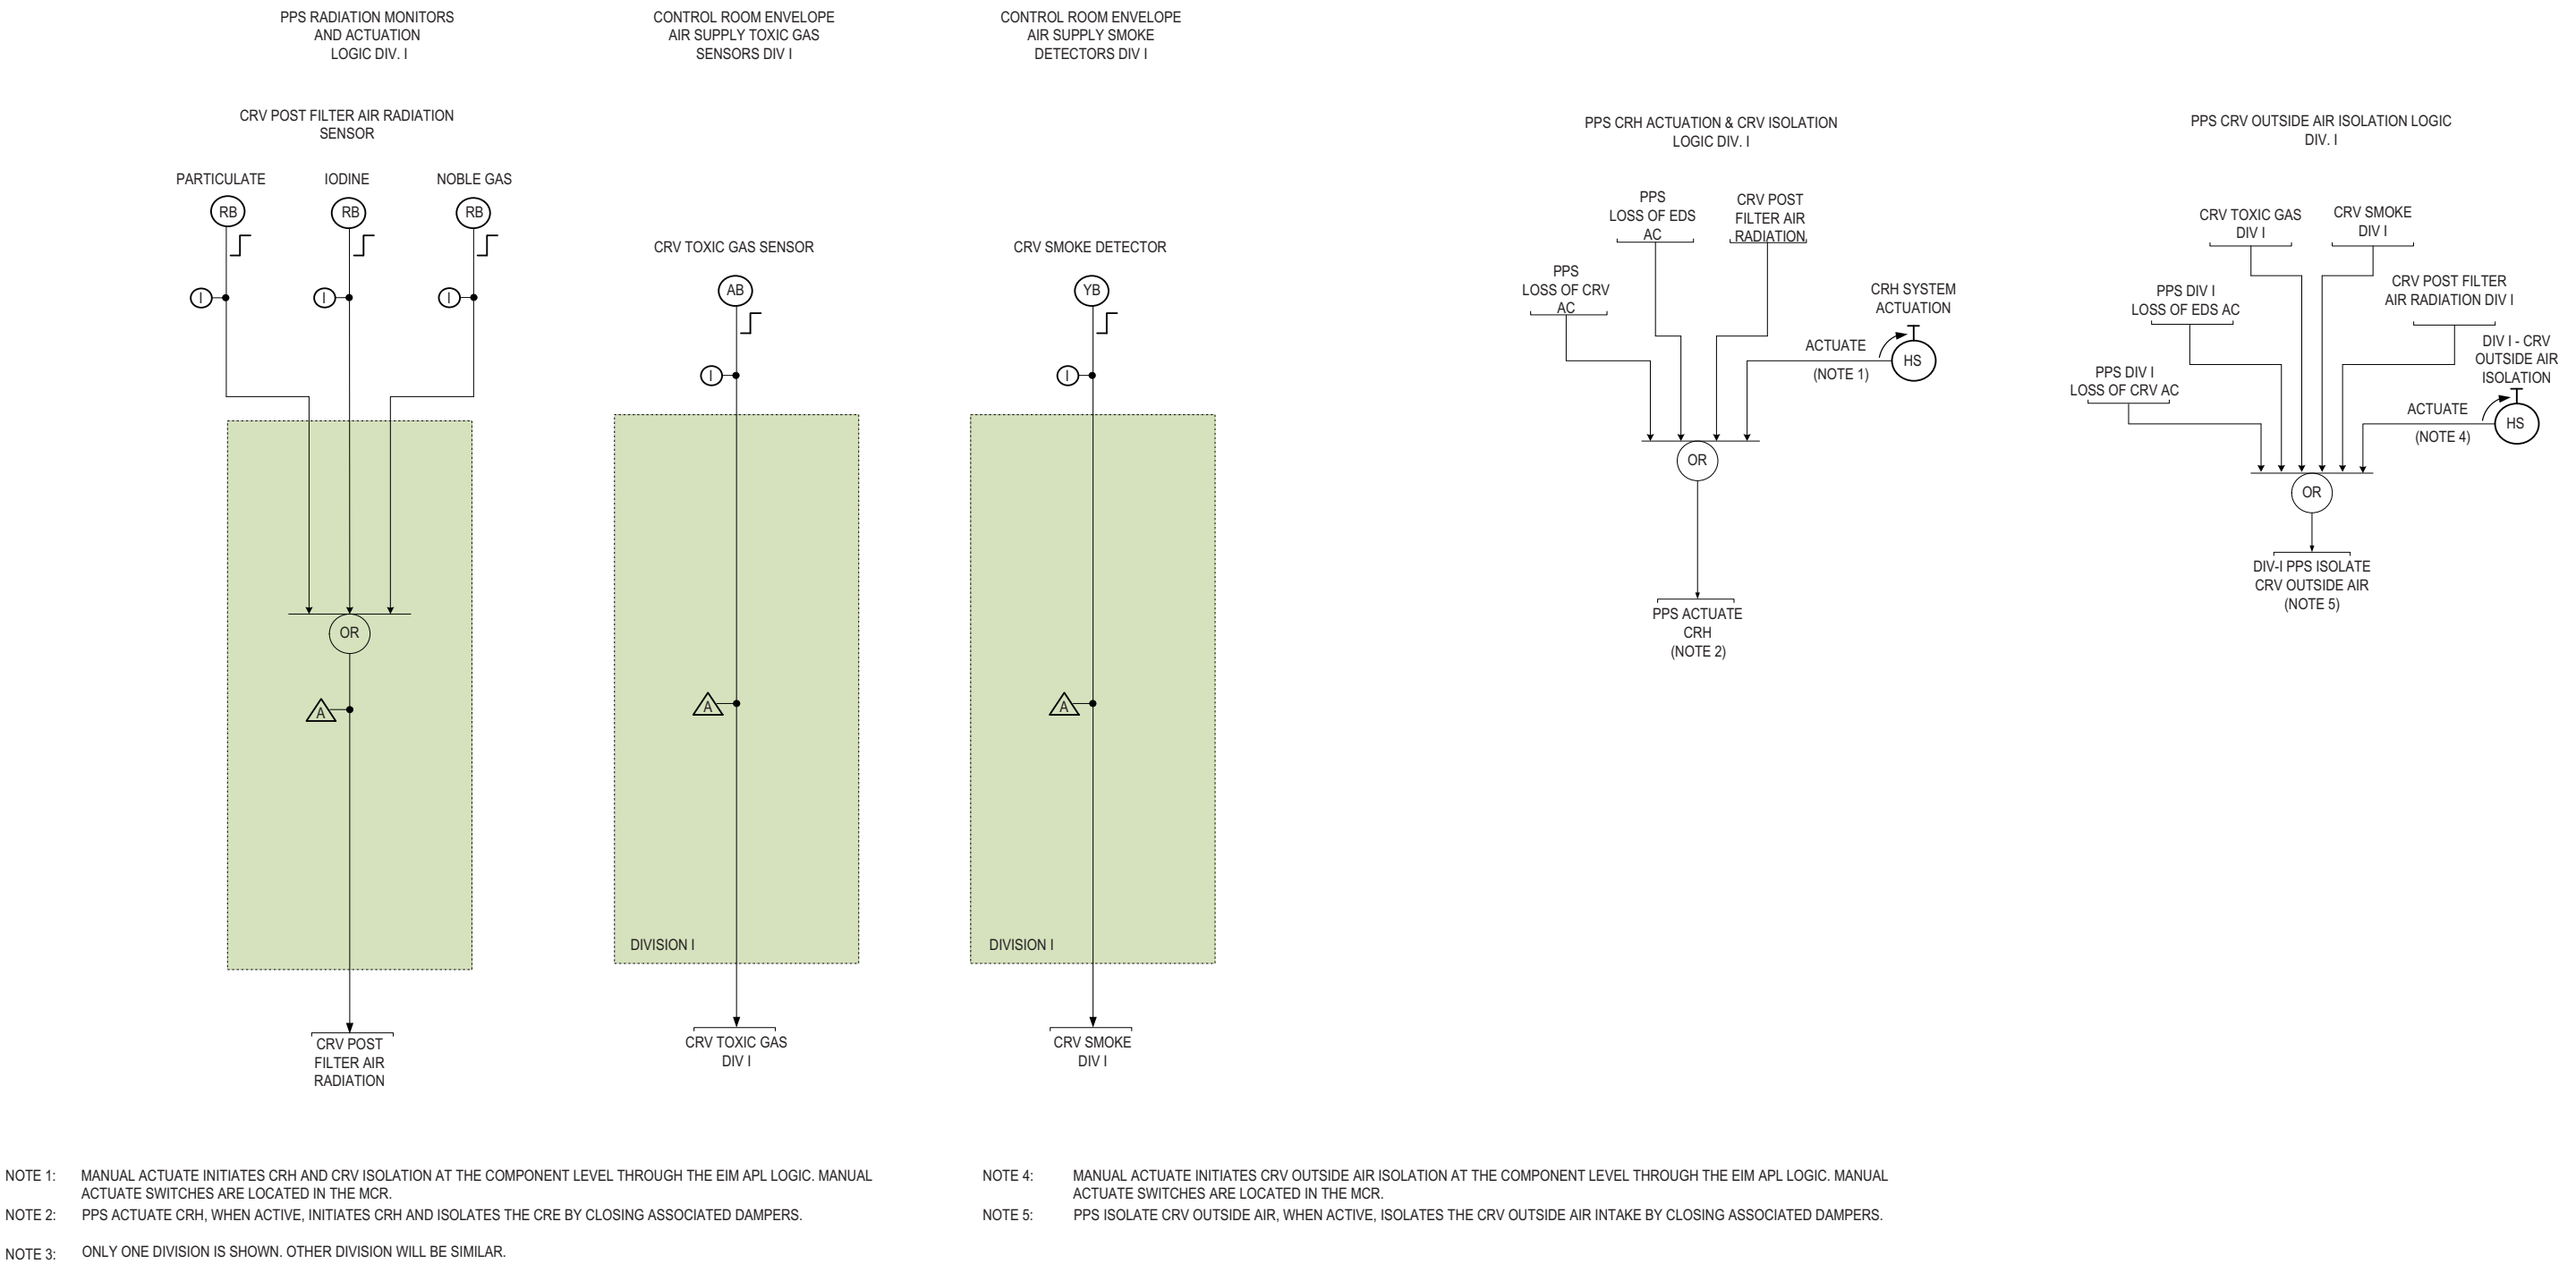 PPS RADIATION MONITORS
AND ACTUATION
LOGIC DIV. I
CONTROL ROOM ENVELOPE
AIR SUPPLY TOXIC GAS
SENSORS DIV I
CONTROL ROOM ENVELOPE
AIR SUPPLY SMOKE
DETECTORS DIV I
CRV POST FILTER AIR RADIATION
SENSOR
PARTICULATE
IODINE
NOBLE GAS
RB
RB
RB
I
I
I
OR
A
CRV POST
FILTER AIR
RADIATION
CRV TOXIC GAS SENSOR
AB
I
A
DIVISION I
CRV TOXIC GAS
DIV I
CRV SMOKE DETECTOR
YB
I
A
DIVISION I
CRV SMOKE
DIV I
PPS CRH ACTUATION & CRV ISOLATION
LOGIC DIV. I
PPS
LOSS OF EDS
AC
CRV POST
FILTER AIR
RADIATION
PPS
LOSS OF CRV
AC
CRH SYSTEM
ACTUATION
ACTUATE
(NOTE 1)
HS
OR
PPS ACTUATE
CRH
(NOTE 2)
PPS CRV OUTSIDE AIR ISOLATION LOGIC
DIV. I
CRV TOXIC GAS
DIV I
CRV SMOKE
DIV I
PPS DIV I
LOSS OF EDS AC
CRV POST FILTER
AIR RADIATION DIV I
PPS DIV I
LOSS OF CRV AC
DIV I - CRV
OUTSIDE AIR
ISOLATION
ACTUATE
(NOTE 4)
HS
OR
DIV-I PPS ISOLATE
CRV OUTSIDE AIR
(NOTE 5)
NOTE 1: MANUAL ACTUATE INITIATES CRH AND CRV ISOLATION AT THE COMPONENT LEVEL THROUGH THE EIM APL LOGIC. MANUAL
ACTUATE SWITCHES ARE LOCATED IN THE MCR.
NOTE 2: PPS ACTUATE CRH, WHEN ACTIVE, INITIATES CRH AND ISOLATES THE CRE BY CLOSING ASSOCIATED DAMPERS.
NOTE 3: ONLY ONE DIVISION IS SHOWN. OTHER DIVISION WILL BE SIMILAR.
NOTE 4: MANUAL ACTUATE INITIATES CRV OUTSIDE AIR ISOLATION AT THE COMPONENT LEVEL THROUGH THE EIM APL LOGIC. MANUAL
ACTUATE SWITCHES ARE LOCATED IN THE MCR.
NOTE 5: PPS ISOLATE CRV OUTSIDE AIR, WHEN ACTIVE, ISOLATES THE CRV OUTSIDE AIR INTAKE BY CLOSING ASSOCIATED DAMPERS.